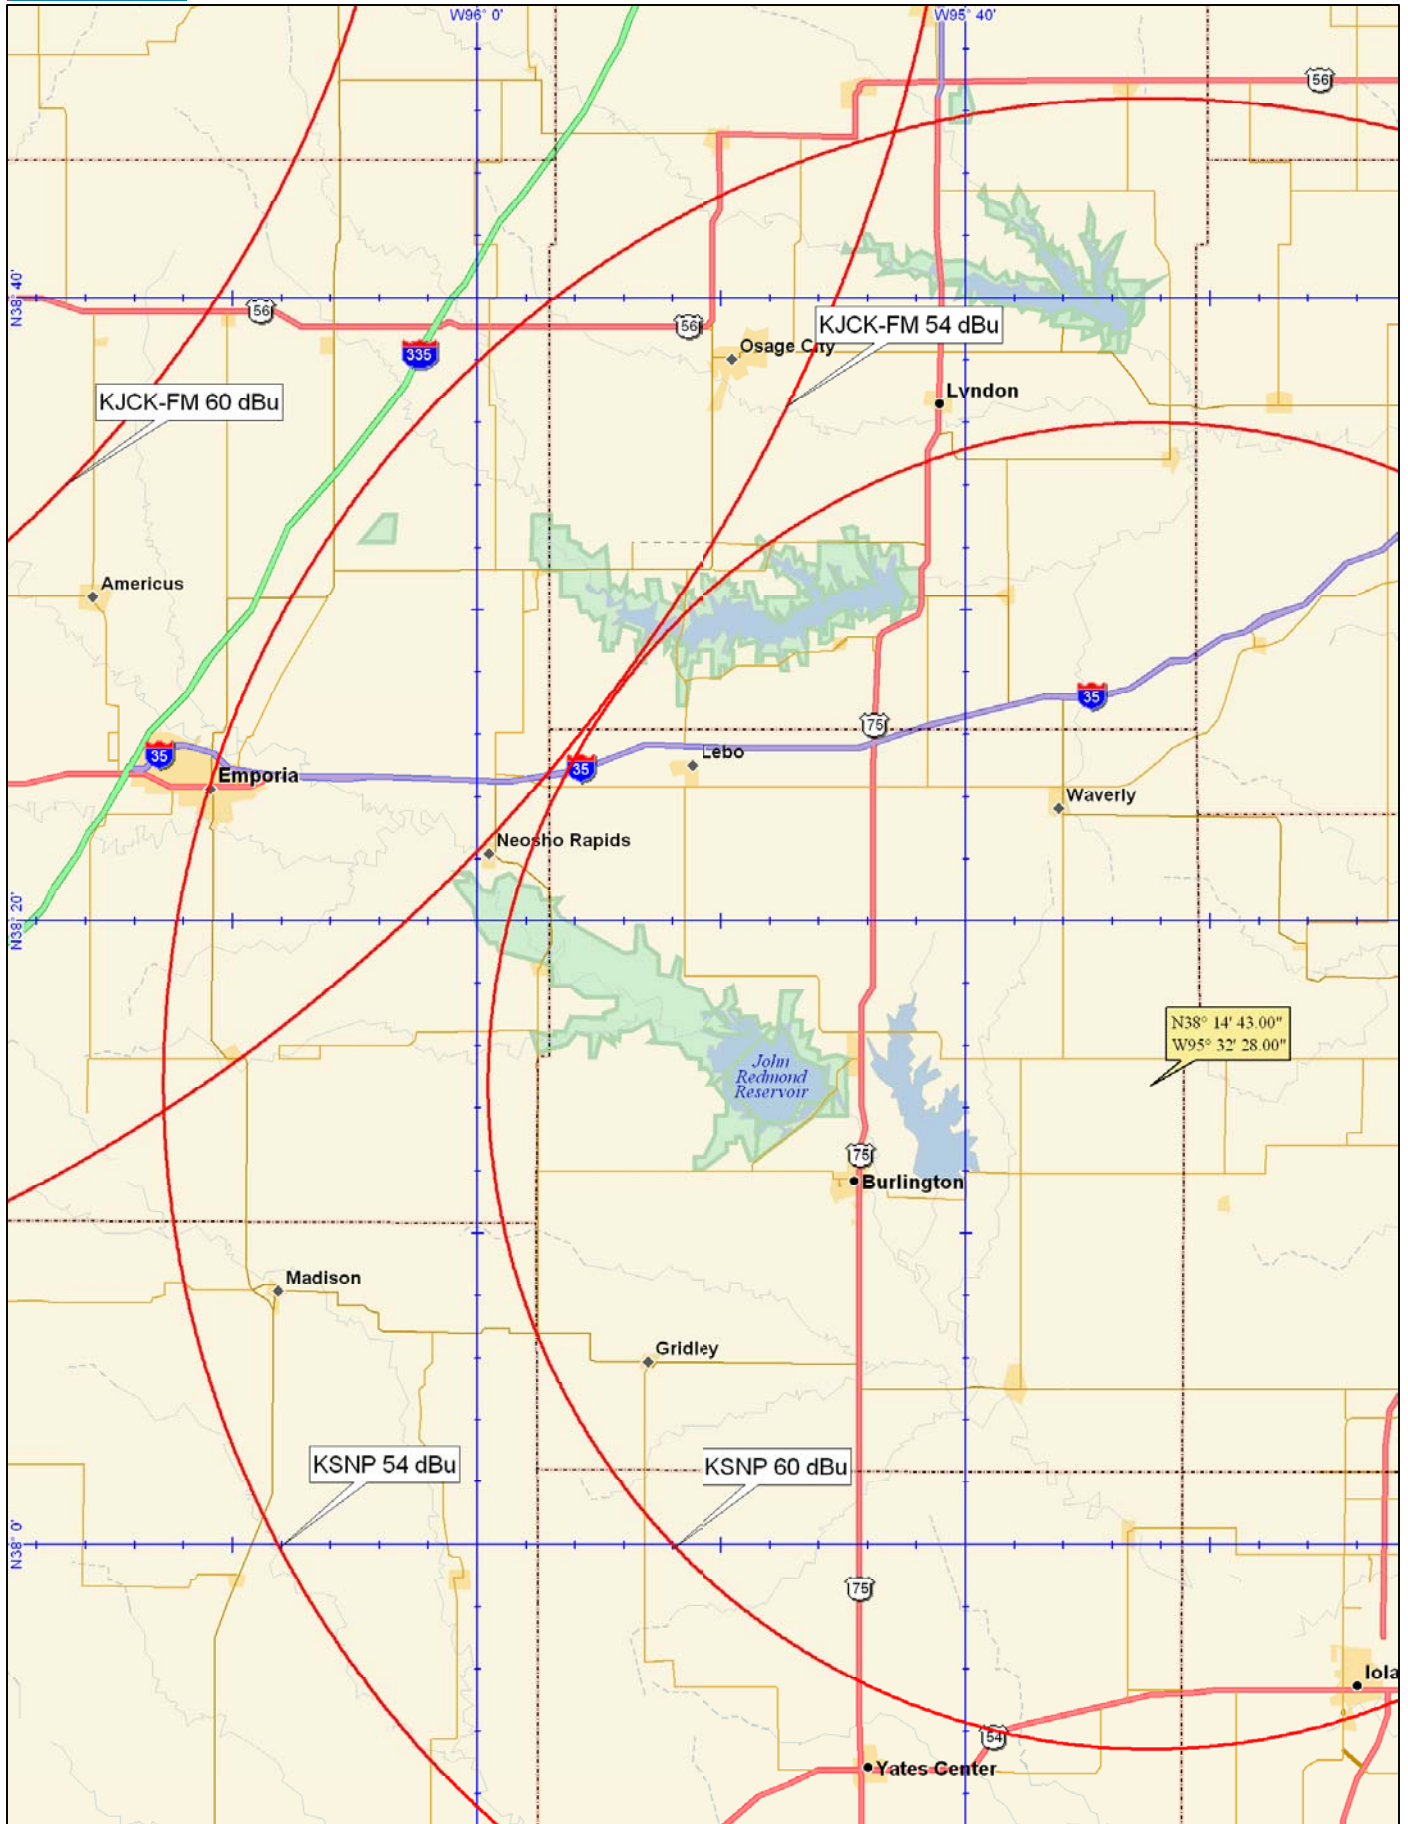 W96° 0'
W95° 40'
56
N38° 40'
56
56
335
KJCK-FM 54 dBu
Osage City
Lyndon
KJCK-FM 60 dBu
Americus
35
75
35
Lebo
35
Emporia
Waverly
Neosho Rapids
N38° 20'
N38° 14' 43.00"
W95° 32' 28.00"
John
Redmond
Reservoir
75
Burlington
Madison
Gridley
KSNP 54 dBu
KSNP 60 dBu
N38° 0'
75
Iola
54
Yates Center